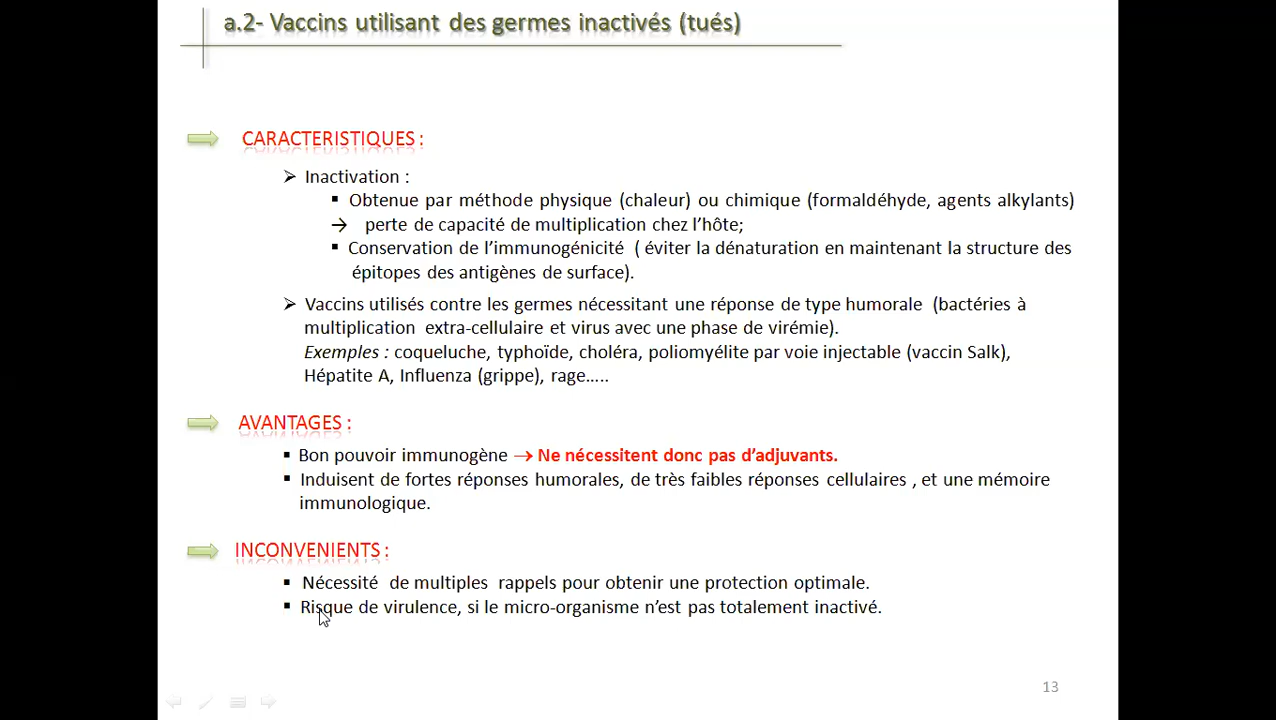 a.2- Vaccins utilisant des germes inactivés (tués)
CARACTERISTIQUES :
Inactivation :
Obtenue par méthode physique (chaleur) ou chimique (formaldéhyde, agents alkylants)
→ perte de capacité de multiplication chez l’hôte;
Conservation de l’immunogénicité ( éviter la dénaturation en maintenant la structure des
épitopes des antigènes de surface).
Vaccins utilisés contre les germes nécessitant une réponse de type humorale (bactéries à
multiplication extra-cellulaire et virus avec une phase de virémie).
Exemples : coqueluche, typhoïde, choléra, poliomyélite par voie injectable (vaccin Salk),
Hépatite A, Influenza (grippe), rage.....
AVANTAGES :
Bon pouvoir immunogène → Ne nécessitent donc pas d’adjuvants.
Induisent de fortes réponses humorales, de très faibles réponses cellulaires , et une mémoire
immunologique.
INCONVENIENTS :
Nécessité de multiples rappels pour obtenir une protection optimale.
Risque de virulence, si le micro-organisme n’est pas totalement inactivé.
13